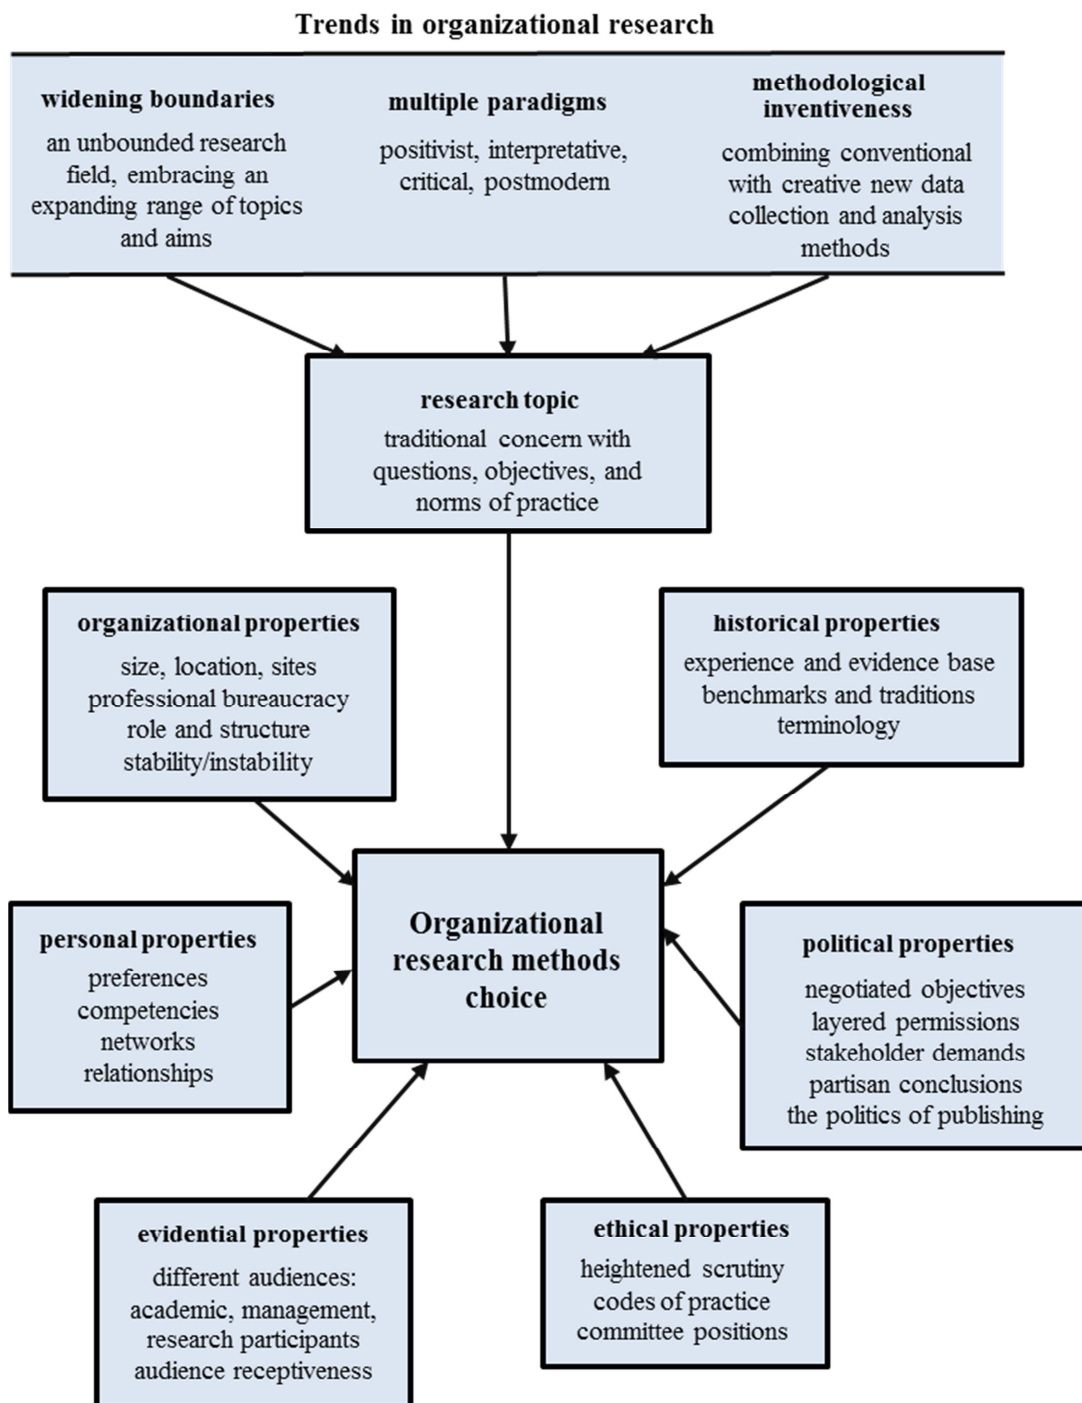 Trends in organizational research
widening boundaries
an unbounded research
field, embracing an
expanding range of topics
and aims
multiple paradigms
positivist, interpretative,
critical, postmodern
methodological
inventiveness
combining conventional
with creative new data
collection and analysis
methods
research topic
traditional concern with
questions, objectives, and
norms of practice
organizational properties
size, location, sites
professional bureaucracy
role and structure
stability/instability
historical properties
experience and evidence base
benchmarks and traditions
terminology
Organizational
research methods
choice
personal properties
preferences
competencies
networks
relationships
political properties
negotiated objectives
layered permissions
stakeholder demands
partisan conclusions
the politics of publishing
evidential properties
different audiences:
academic, management,
research participants
audience receptiveness
ethical properties
heightened scrutiny
codes of practice
committee positions